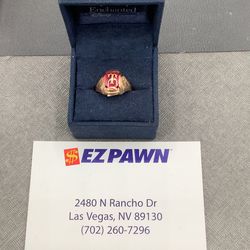 Enchanted
EZPAWN
2480 N Rancho Dr
Las Vegas, NV 89130
(702) 260-7296